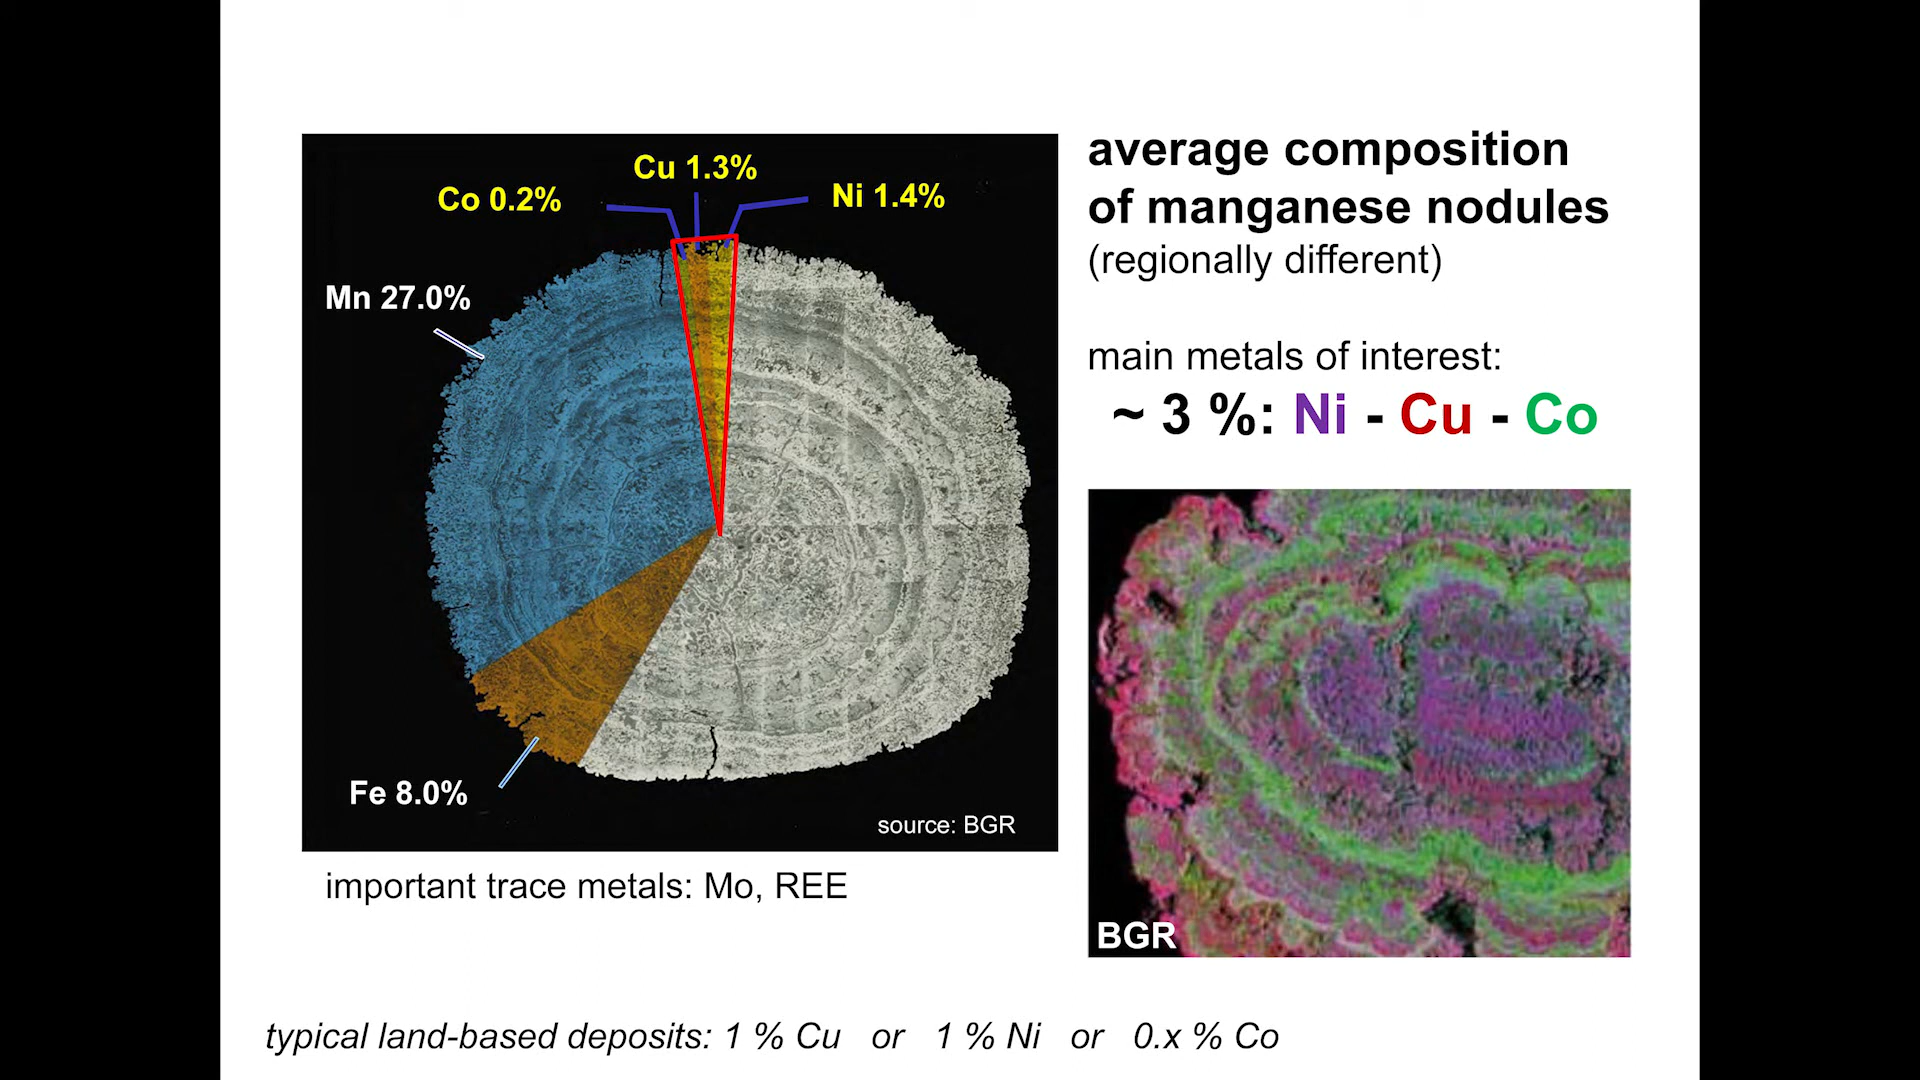 Cu 1.3%
Co 0.2%
Ni 1.4%
Mn 27.0%
Fe 8.0%
source: BGR
important trace metals: Mo, REE
average composition
of manganese nodules
(regionally different)
main metals of interest:
~ 3 %: Ni - Cu - Co
BGR
typical land-based deposits: 1 % Cu or 1 % Ni or 0.x % Co